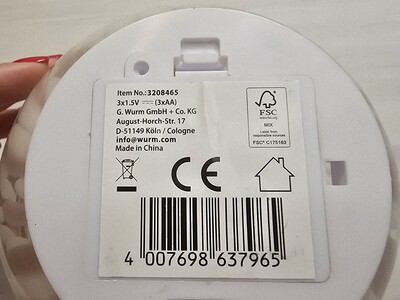 Item No.:3208465
3x1.5V ⎓ (3xAA)
G. Wurm GmbH + Co. KG
August-Horch-Str. 17
D-51149 Köln / Cologne
info@wurm.com
Made in China
FSC
www.fsc.org
MIX
Label from
responsible sources
FSC® C175163
CE
4 007698 637965